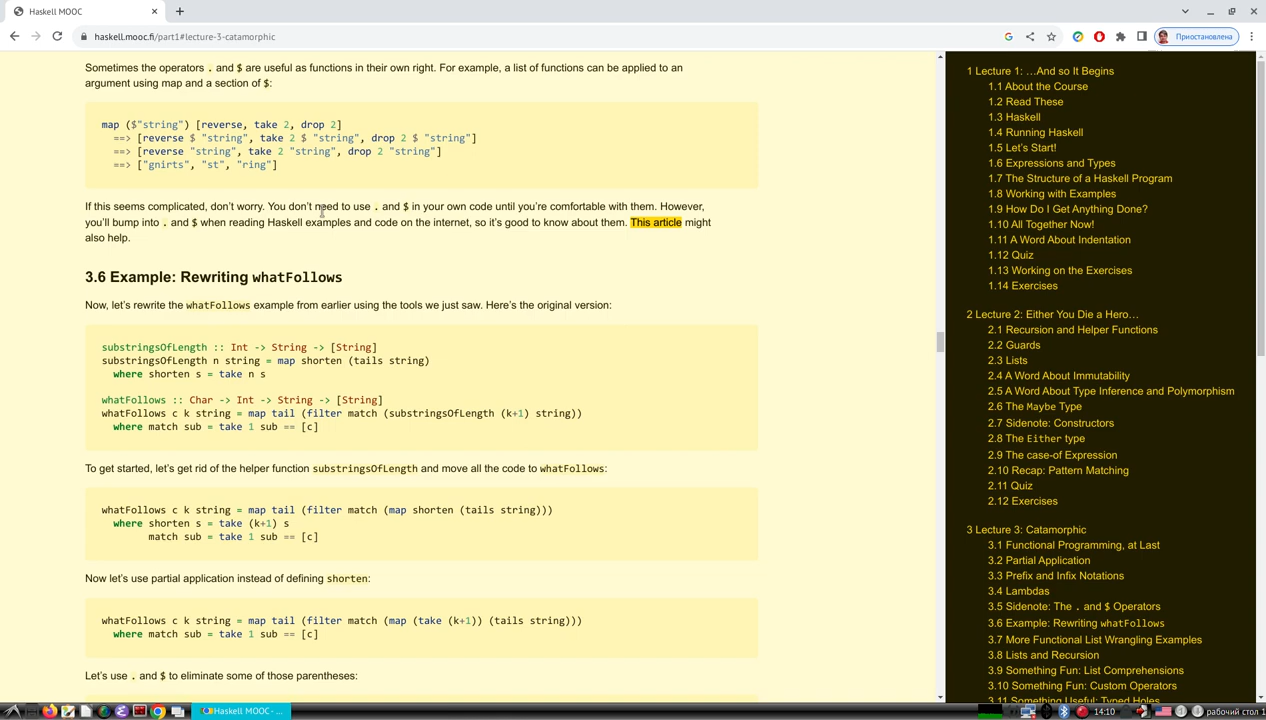 Haskell MOOC
haskell.mooc.fi/part1#lecture-3-catamorphic
Приостановлена
Sometimes the operators . and $ are useful as functions in their own right. For example, a list of functions can be applied to an
argument using map and a section of $:
map ($"string") [reverse, take 2, drop 2]
==> [reverse $ "string", take 2 $ "string", drop 2 $ "string"]
==> [reverse "string", take 2 "string", drop 2 "string"]
==> ["gnirts", "st", "ring"]
If this seems complicated, don't worry. You don't need to use . and $ in your own code until you're comfortable with them. However,
you'll bump into . and $ when reading Haskell examples and code on the internet, so it's good to know about them. This article might
also help.
3.6 Example: Rewriting whatFollows
Now, let's rewrite the whatFollows example from earlier using the tools we just saw. Here's the original version:
substringsOfLength :: Int -> String -> [String]
substringsOfLength n string = map shorten (tails string)
where shorten s = take n s
whatFollows :: Char -> Int -> String -> [String]
whatFollows c k string = map tail (filter match (substringsOfLength (k+1) string))
where match sub = take 1 sub == [c]
To get started, let's get rid of the helper function substringsOfLength and move all the code to whatFollows:
whatFollows c k string = map tail (filter match (map shorten (tails string)))
where shorten s = take (k+1) s
match sub = take 1 sub == [c]
Now let's use partial application instead of defining shorten:
whatFollows c k string = map tail (filter match (map (take (k+1)) (tails string)))
where match sub = take 1 sub == [c]
Let's use . and $ to eliminate some of those parentheses:
1 Lecture 1: …And so It Begins
1.1 About the Course
1.2 Read These
1.3 Haskell
1.4 Running Haskell
1.5 Let's Start!
1.6 Expressions and Types
1.7 The Structure of a Haskell Program
1.8 Working with Examples
1.9 How Do I Get Anything Done?
1.10 All Together Now!
1.11 A Word About Indentation
1.12 Quiz
1.13 Working on the Exercises
1.14 Exercises
2 Lecture 2: Either You Die a Hero…
2.1 Recursion and Helper Functions
2.2 Guards
2.3 Lists
2.4 A Word About Immutability
2.5 A Word About Type Inference and Polymorphism
2.6 The Maybe Type
2.7 Sidenote: Constructors
2.8 The Either type
2.9 The case-of Expression
2.10 Recap: Pattern Matching
2.11 Quiz
2.12 Exercises
3 Lecture 3: Catamorphic
3.1 Functional Programming, at Last
3.2 Partial Application
3.3 Prefix and Infix Notations
3.4 Lambdas
3.5 Sidenote: The . and $ Operators
3.6 Example: Rewriting whatFollows
3.7 More Functional List Wrangling Examples
3.8 Lists and Recursion
3.9 Something Fun: List Comprehensions
3.10 Something Fun: Custom Operators
3.11 Something Useful: Typed Holes
Haskell MOOC - ...
14:10
рабочий стол 1